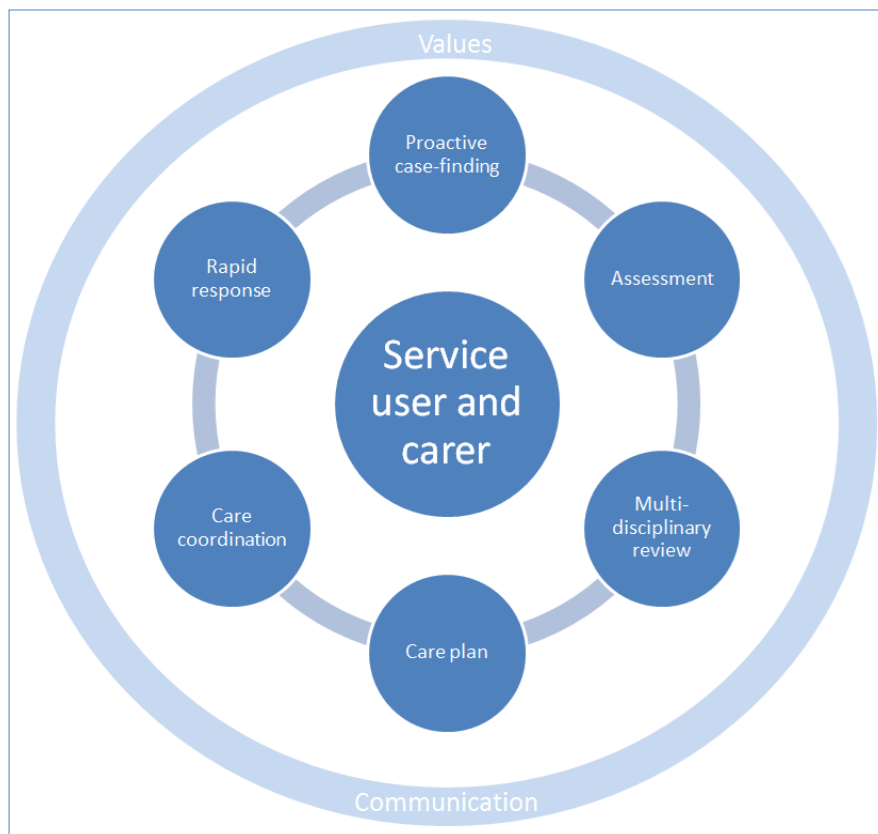 Values
Proactive
case-finding
Rapid
response
Assessment
Service
user and
carer
Care
coordination
Multi-
disciplinary
review
Care plan
Communication